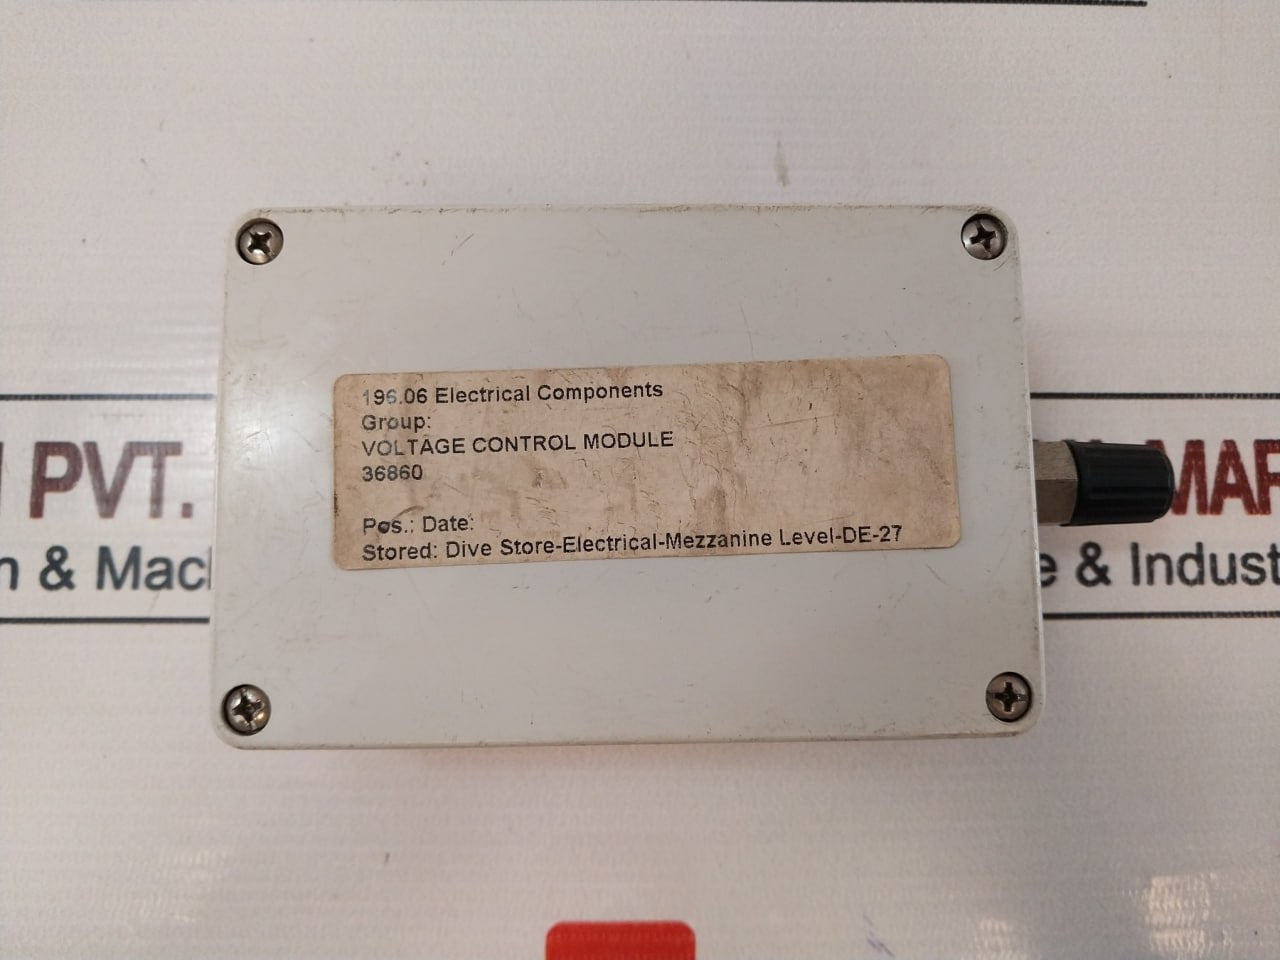 196.06 Electrical Components
Group:
VOLTAGE CONTROL MODULE
36860
Pos.: Date:
Stored: Dive Store-Electrical-Mezzanine Level-DE-27
PVT.
& Mac
MAR
& Indust